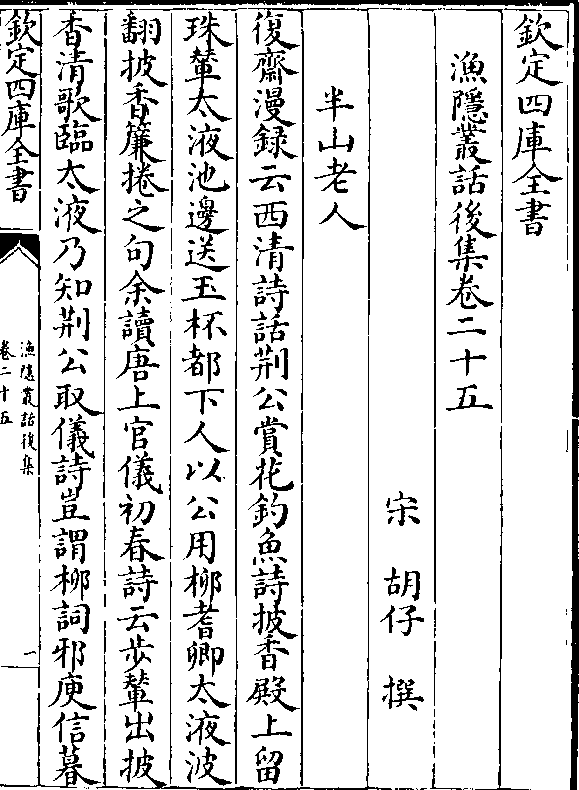 欽定四庫全書
漁隱叢話後集卷二十五
宋 胡仔 撰
半山老人
復齋漫録云西清詩話荆公賞花釣魚詩披香殿上留
珠輦太液池邊送玉杯都下人以公用柳耆卿太液波
翻披香簾捲之句余讀唐上官儀初春詩云步輦出披
香清歌臨太液乃知荆公取儀詩豈謂柳詞邪庾信暮
欽定四庫全書
漁隱叢話後集
卷二十五
一